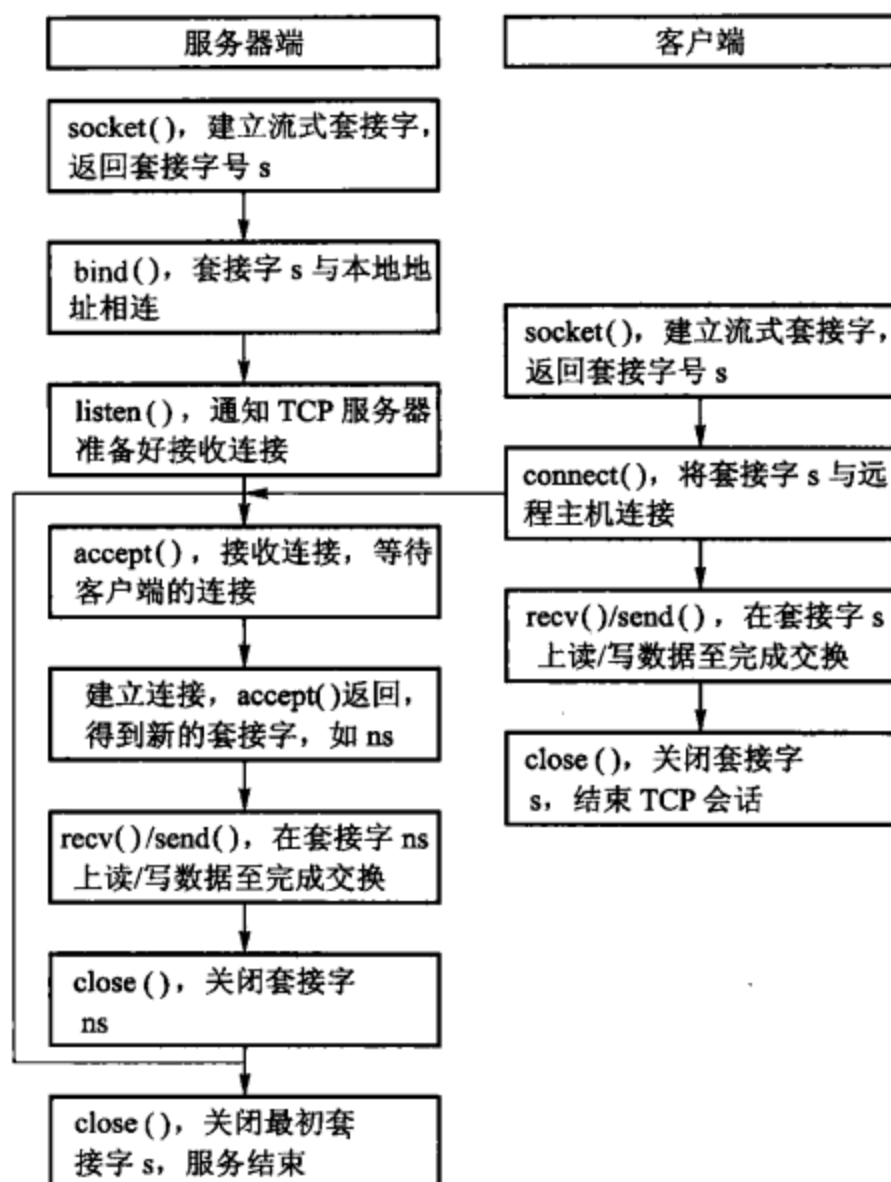 服务器端
socket()，建立流式套接字，
返回套接字号 s
bind()，套接字 s 与本地地
址相连
listen()，通知 TCP 服务器
准备好接收连接
accept()，接收连接，等待
客户端的连接
建立连接，accept()返回，
得到新的套接字，如 ns
recv()/send()，在套接字 ns
上读/写数据至完成交换
close()，关闭套接字
ns
close()，关闭最初套
接字 s，服务结束
客户端
socket()，建立流式套接字，
返回套接字号 s
connect()，将套接字 s 与远
程主机连接
recv()/send()，在套接字 s
上读/写数据至完成交换
close()，关闭套接字
s，结束 TCP 会话